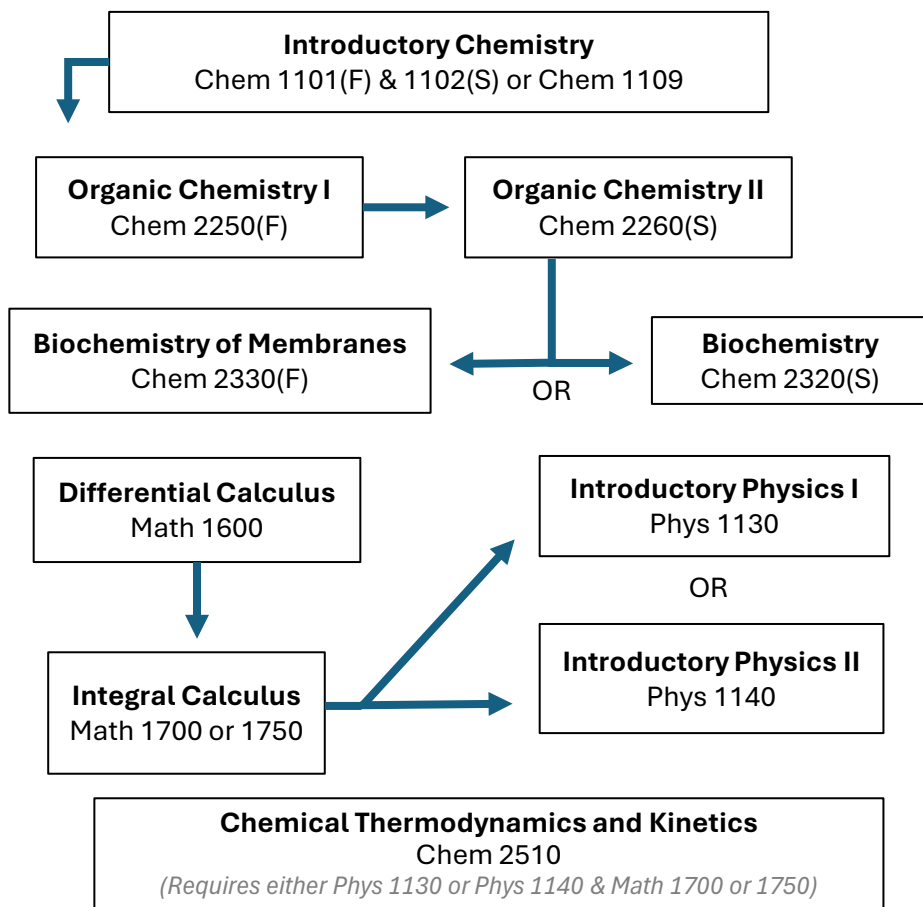 Introductory Chemistry
Chem 1101(F) & 1102(S) or Chem 1109
Organic Chemistry I
Chem 2250(F)
Organic Chemistry II
Chem 2260(S)
Biochemistry of Membranes
Chem 2330(F)
OR
Biochemistry
Chem 2320(S)
Differential Calculus
Math 1600
Introductory Physics I
Phys 1130
OR
Integral Calculus
Math 1700 or 1750
Introductory Physics II
Phys 1140
Chemical Thermodynamics and Kinetics
Chem 2510
(Requires either Phys 1130 or Phys 1140 & Math 1700 or 1750)